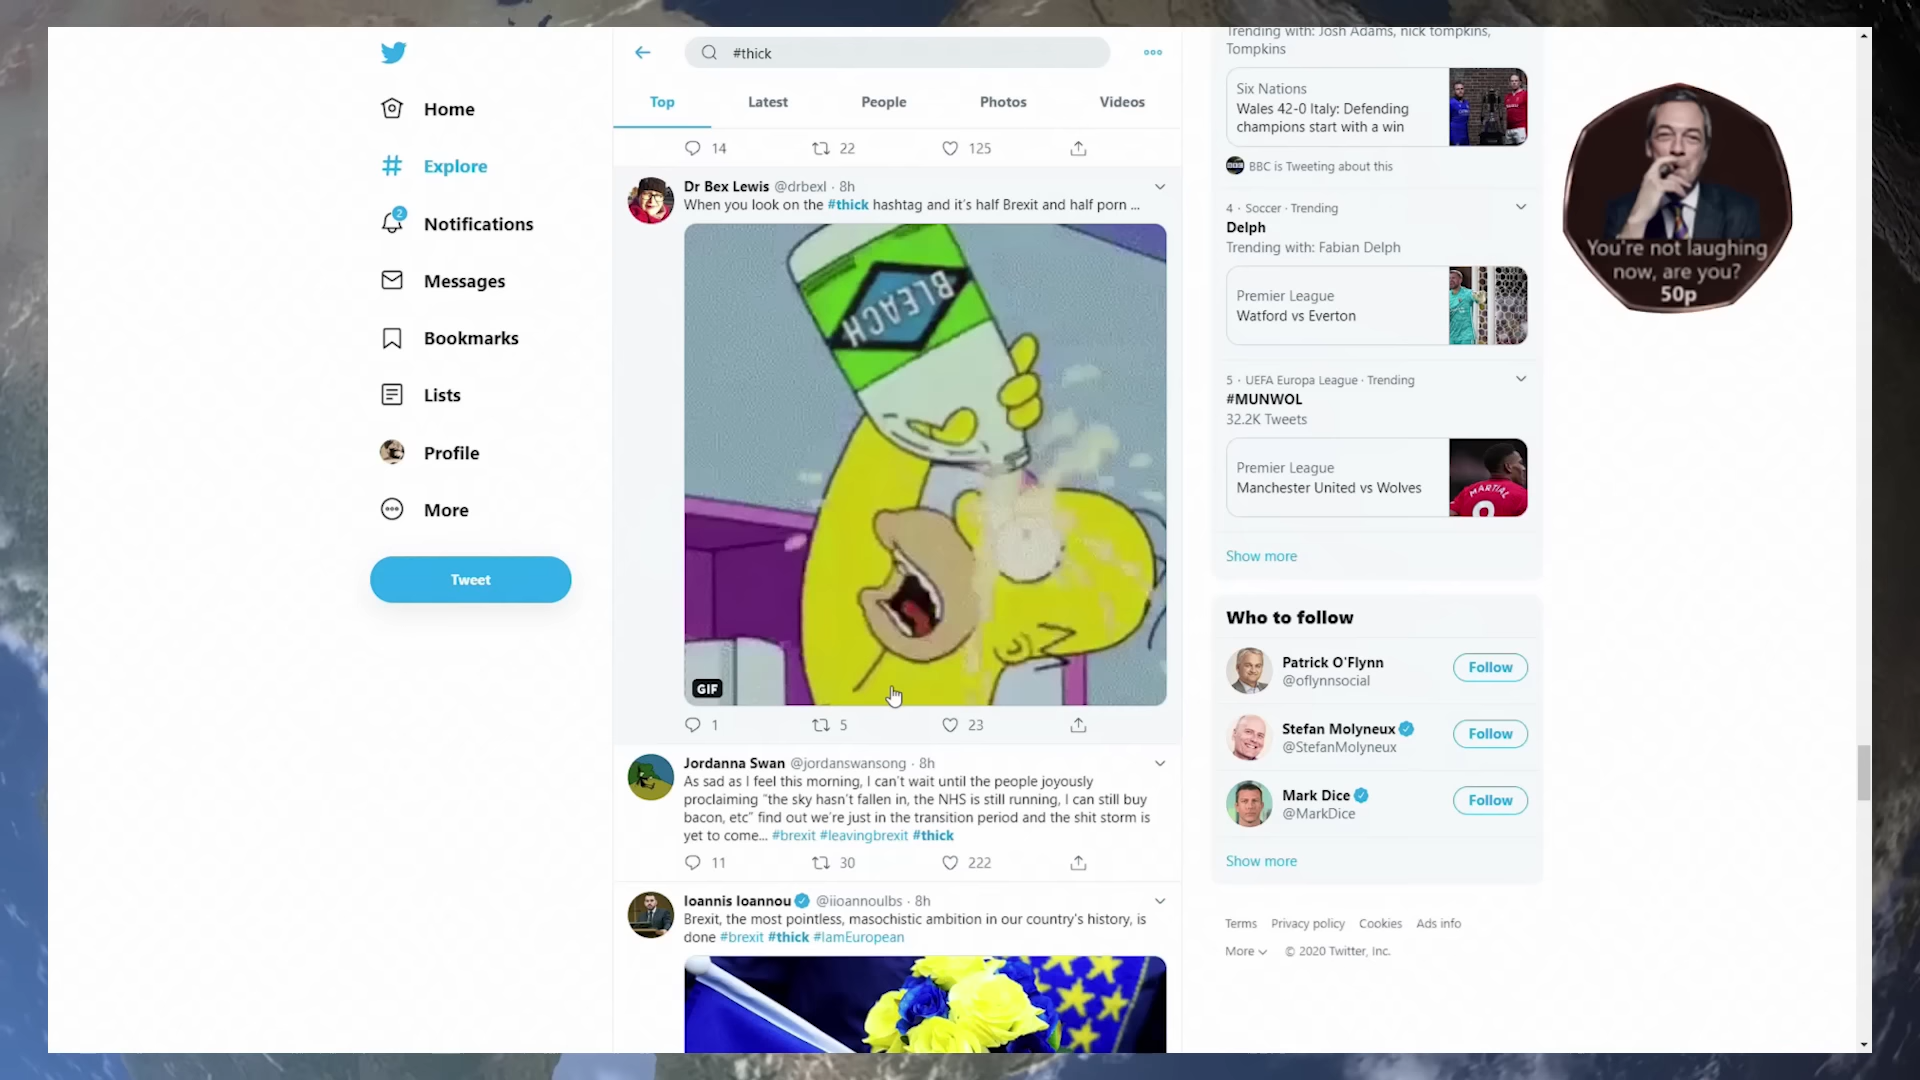 Home
Explore
2
Notifications
Messages
Bookmarks
Lists
Profile
More
Tweet
#thick
Top
Latest
People
Photos
Videos
14
22
125
Dr Bex Lewis @drbexl · 8h
When you look on the #thick hashtag and it's half Brexit and half porn ...
BLEACH
GIF
1
5
23
Jordanna Swan @jordanswansong · 8h
As sad as I feel this morning, I can't wait until the people joyously
proclaiming "the sky hasn't fallen in, the NHS is still running, I can still buy
bacon, etc" find out we're just in the transition period and the shit storm is
yet to come... #brexit #leavingbrexit #thick
11
30
222
Ioannis Ioannou @iioannoulbs · 8h
Brexit, the most pointless, masochistic ambition in our country's history, is
done #brexit #thick #IamEuropean
Trending with: Josh Adams, nick tompkins,
Tompkins
Six Nations
Wales 42-0 Italy: Defending
champions start with a win
BBC
BBC is Tweeting about this
4 · Soccer · Trending
Delph
Trending with: Fabian Delph
Premier League
Watford vs Everton
5 · UEFA Europa League · Trending
#MUNWOL
32.2K Tweets
Premier League
Manchester United vs Wolves
MARTIAL
9
Show more
Who to follow
Patrick O'Flynn
@oflynnsocial
Follow
Stefan Molyneux
@StefanMolyneux
Follow
Mark Dice
@MarkDice
Follow
Show more
Terms Privacy policy Cookies Ads info
More © 2020 Twitter, Inc.
You're not laughing
now, are you?
50p